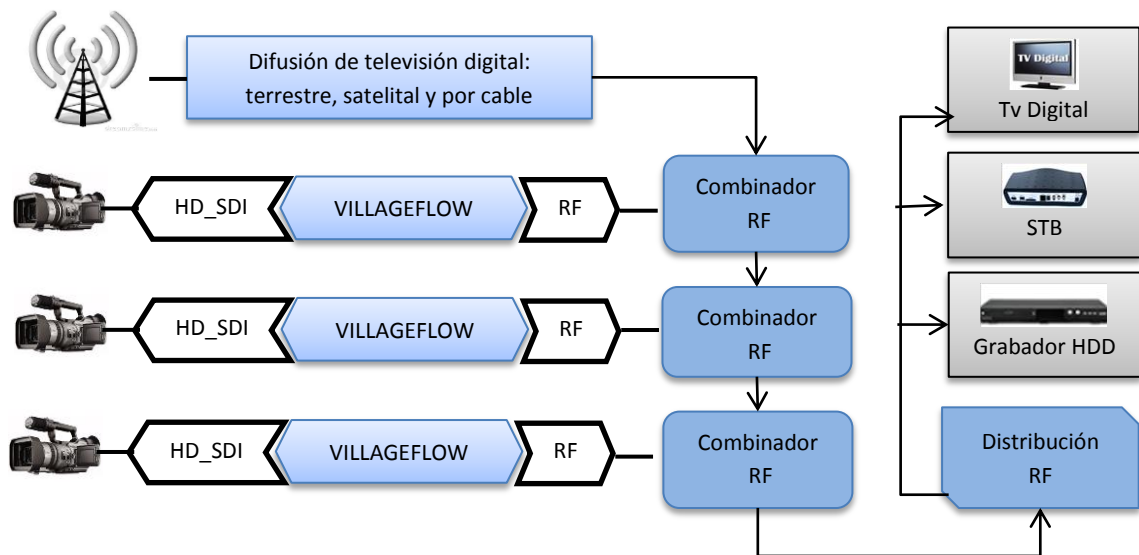 Difusión de televisión digital:
terrestre, satelital y por cable
TV Digital
Tv Digital
HD_SDI
VILLAGEFLOW
RF
Combinador
RF
STB
HD_SDI
VILLAGEFLOW
RF
Combinador
RF
Grabador HDD
HD_SDI
VILLAGEFLOW
RF
Combinador
RF
Distribución
RF